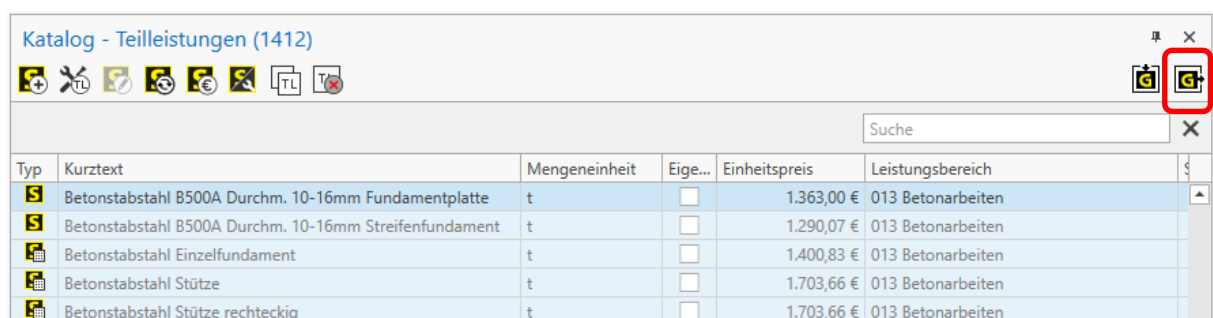 Katalog - Teilleistungen (1412)
TL TL
Suche
Typ Kurztext Mengeneinheit Eige... Einheitspreis Leistungsbereich
S Betonstabstahl B500A Durchm. 10-16mm Fundamentplatte t 1.363,00 € 013 Betonarbeiten
S Betonstabstahl B500A Durchm. 10-16mm Streifenfundament t 1.290,07 € 013 Betonarbeiten
Betonstabstahl Einzelfundament t 1.400,83 € 013 Betonarbeiten
Betonstabstahl Stütze t 1.703,66 € 013 Betonarbeiten
Betonstabstahl Stütze rechteckig t 1.703,66 € 013 Betonarbeiten